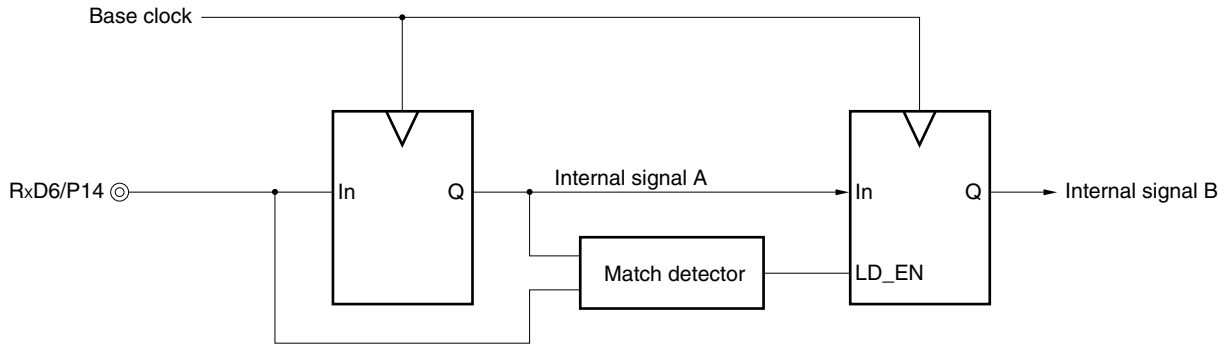 Base clock
RxD6/P14
In
Q
Internal signal A
In
Q
Internal signal B
Match detector
LD_EN